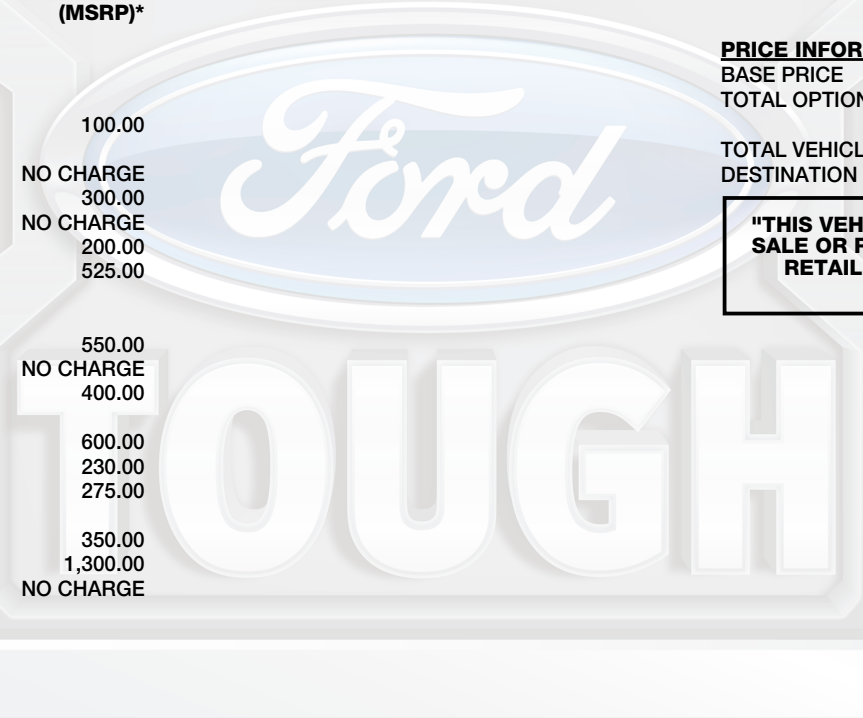 (MSRP)*
100.00
NO CHARGE
300.00
NO CHARGE
200.00
525.00
550.00
NO CHARGE
400.00
600.00
230.00
275.00
350.00
1,300.00
NO CHARGE
PRICE INFOR
BASE PRICE
TOTAL OPTION
TOTAL VEHICL
DESTINATION
"THIS VEH
SALE OR F
RETAIL
Ford
TOUGH